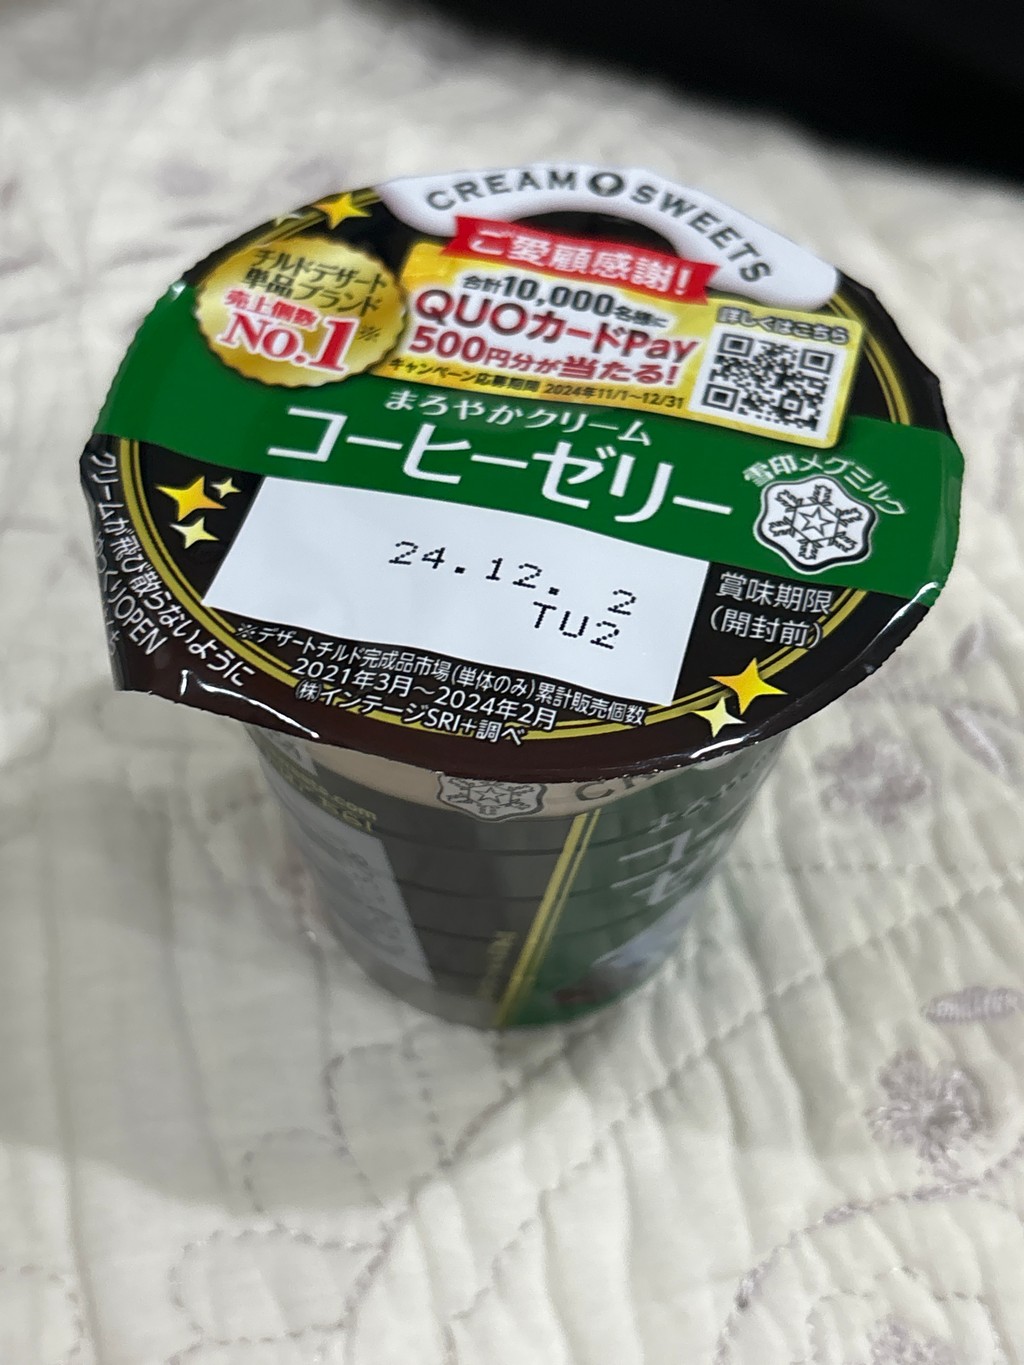 CREAM SWEETS
ご愛顧感謝!
合計10,000名様に
QUOカードPay
500円分が当たる!
キャンペーン応募期間 2024年11/1~12/31
詳しくはこちら
チルドデザート
単品ブランド
売上個数
No.1※
まろやかクリーム
コーヒーゼリー
雪印メグミルク
24.12. 2
TU2
賞味期限
(開封前)
クリームが飛び散らないように
OPEN
※デザートチルド完成品市場(単体のみ)累計販売個数
2021年3月~2024年2月
(株)インテージSRI+調べ